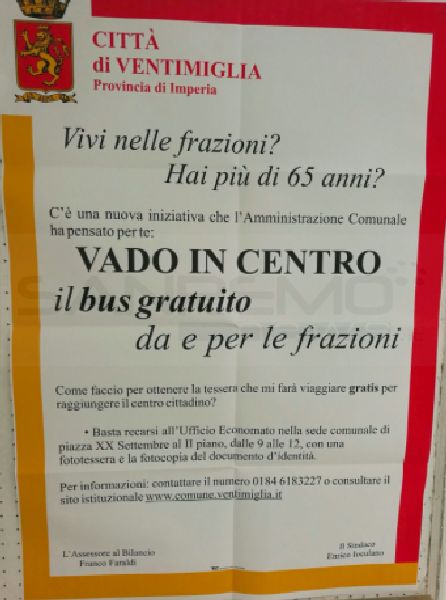 CITTÀ
di VENTIMIGLIA
Provincia di Imperia
Vivi nelle frazioni?
Hai più di 65 anni?
C'è una nuova iniziativa che l'Amministrazione Comunale
ha pensato per te:
VADO IN CENTRO
il bus gratuito
da e per le frazioni
Come faccio per ottenere la tessera che mi farà viaggiare gratis per
raggiungere il centro cittadino?
• Basta recarsi all'Ufficio Economato nella sede comunale di
piazza XX Settembre al II piano, dalle 9 alle 12, con una
fototessera e la fotocopia del documento d'identità.
Per informazioni: contattare il numero 0184 6183227 o consultare il
sito istituzionale www.comune.ventimiglia.it
L'Assessore al Bilancio
Franco Faraldi
Il Sindaco
Enrico Ioculano